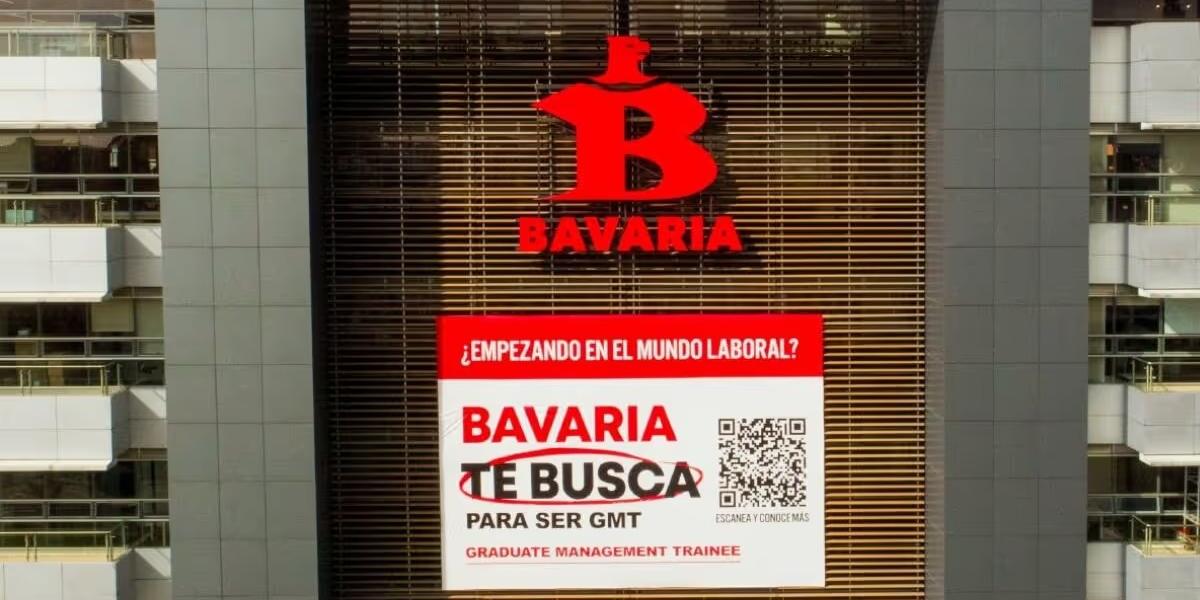 B
BAVARIA
¿EMPEZANDO EN EL MUNDO LABORAL?
BAVARIA
TE BUSCA
PARA SER GMT
GRADUATE MANAGEMENT TRAINEE
ESCANEA Y CONOCE MÁS